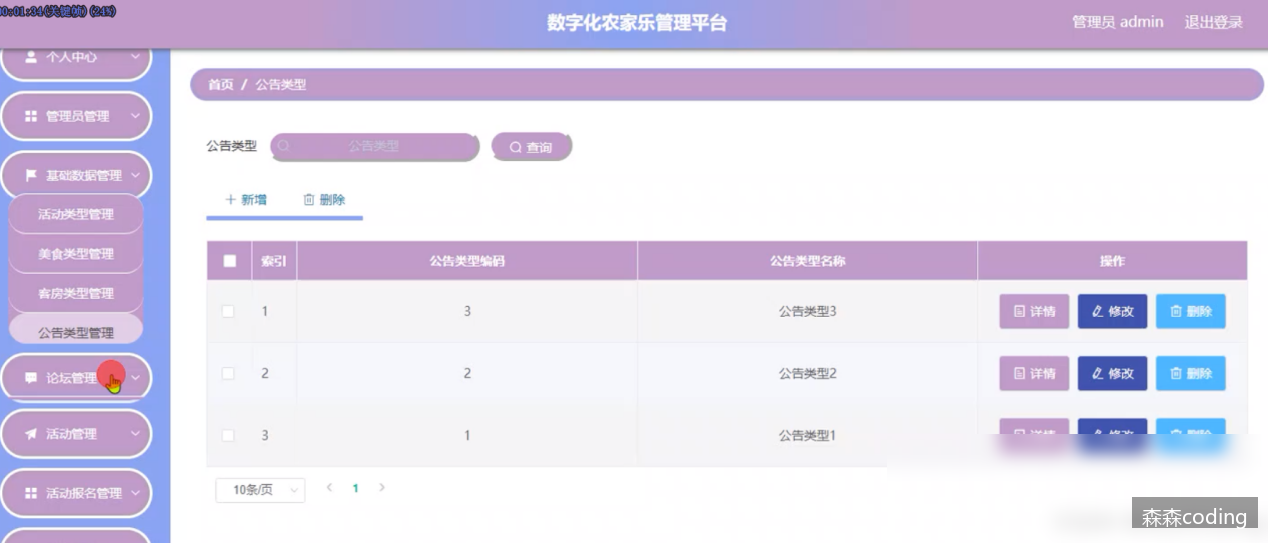 00:01:34(关键帧)(24%)
数字化农家乐管理平台
管理员 admin 退出登录
个人中心
管理员管理
基础数据管理
活动类型管理
美食类型管理
客房类型管理
公告类型管理
论坛管理
活动管理
活动报名管理
首页 / 公告类型
公告类型 公告类型 查询
新增 删除
索引 公告类型编码 公告类型名称 操作
1 3 公告类型3 详情 修改 删除
2 2 公告类型2 详情 修改 删除
3 1 公告类型1
10条/页 1
森森coding